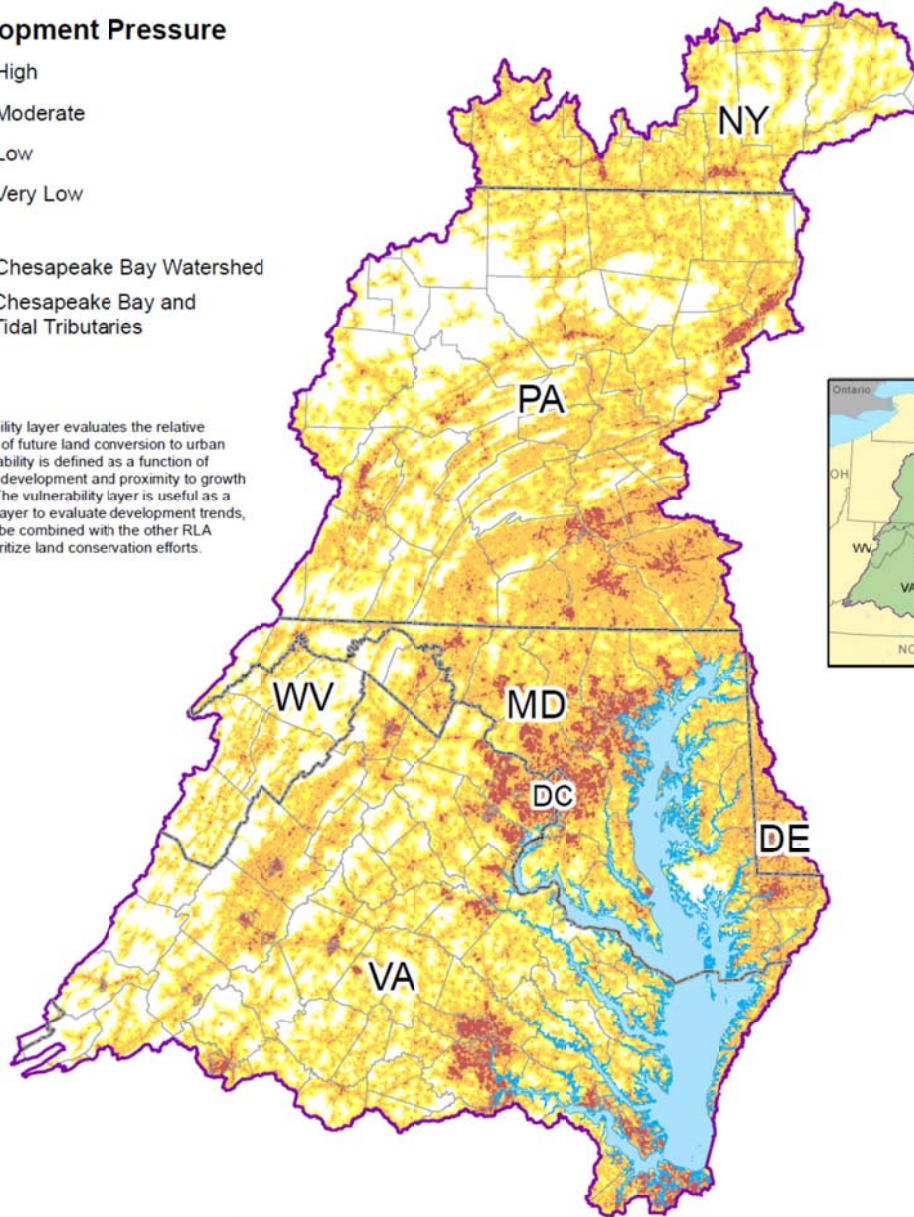 opment Pressure
High
Moderate
Low
Very Low
Chesapeake Bay Watershed
Chesapeake Bay and
Tidal Tributaries
ility layer evaluates the relative
of future land conversion to urban
ability is defined as a function of
development and proximity to growth
The vulnerability layer is useful as a
layer to evaluate development trends,
be combined with the other RLA
ritize land conservation efforts.
NY
PA
WV
MD
DC
DE
VA
Ontario
OH
WV
VA
NC